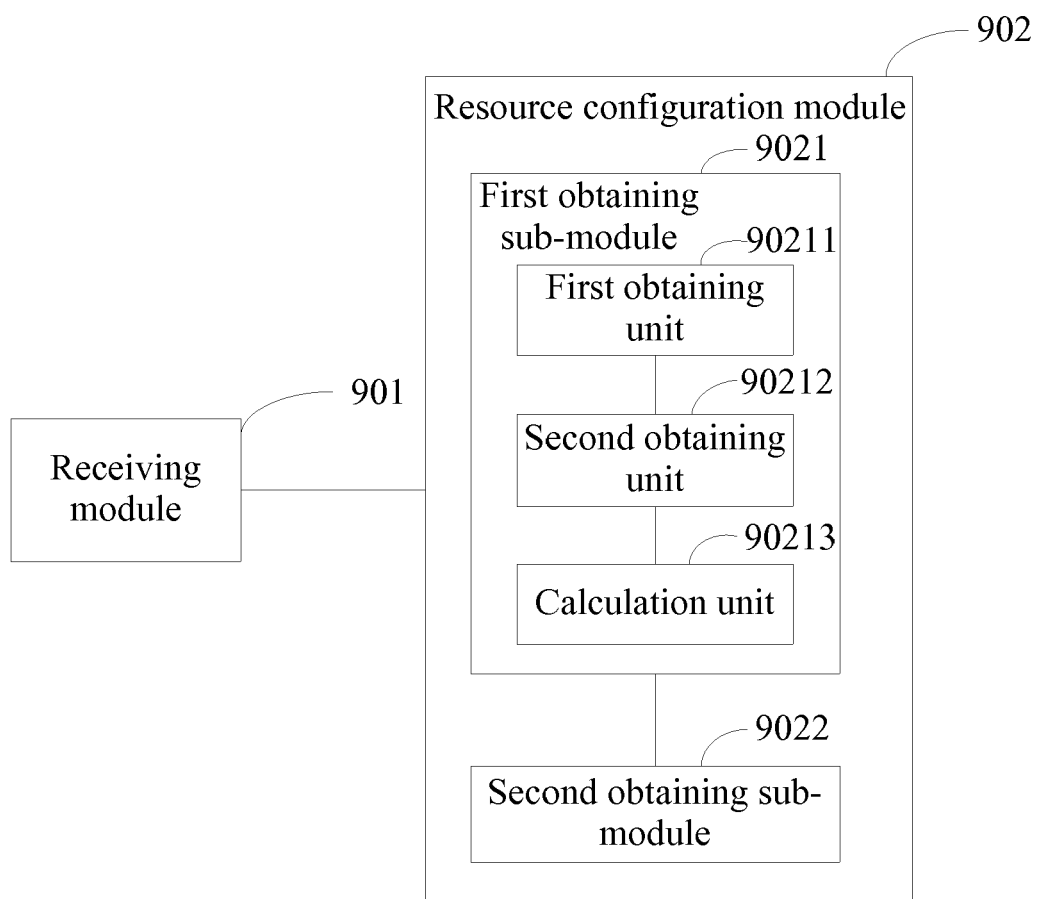 902
Resource configuration module
9021
First obtaining
sub-module
90211
First obtaining
unit
90212
Second obtaining
unit
901
Receiving
module
90213
Calculation unit
9022
Second obtaining sub-
module